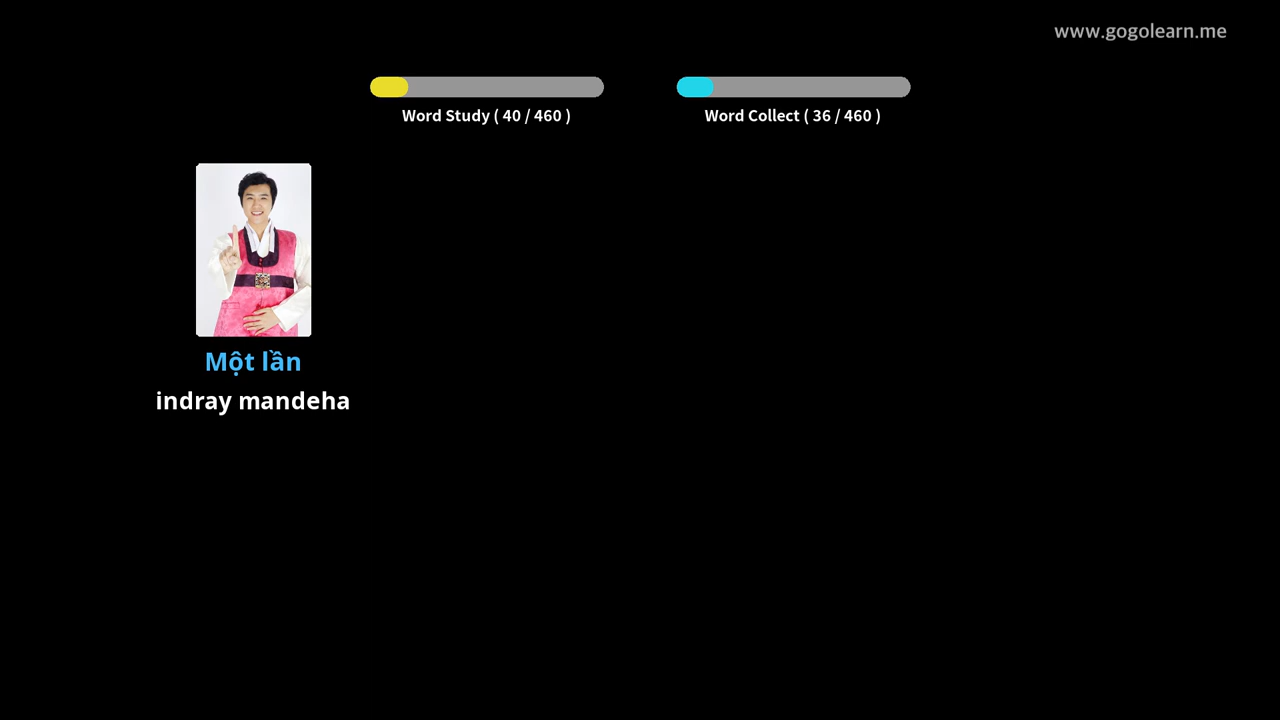 www.gogolearn.me
Word Study ( 40 / 460 )
Word Collect ( 36 / 460 )
Một lần
indray mandeha